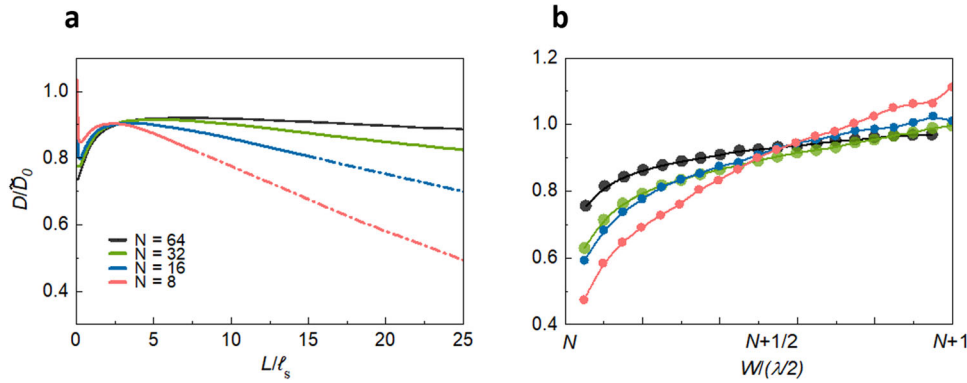 a
b
D/D̃₀
1.0
0.8
0.6
0.4
N = 64
N = 32
N = 16
N = 8
0 5 10 15 20 25
L/ℓₛ
1.2
1.0
0.8
0.6
0.4
N N+1/2 N+1
W/(λ/2)